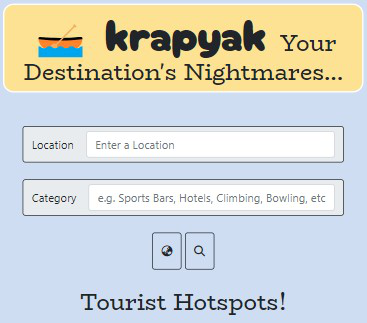 krapyak Your
Destination's Nightmares...
Location Enter a Location
Category e.g. Sports Bars, Hotels, Climbing, Bowling, etc
Tourist Hotspots!